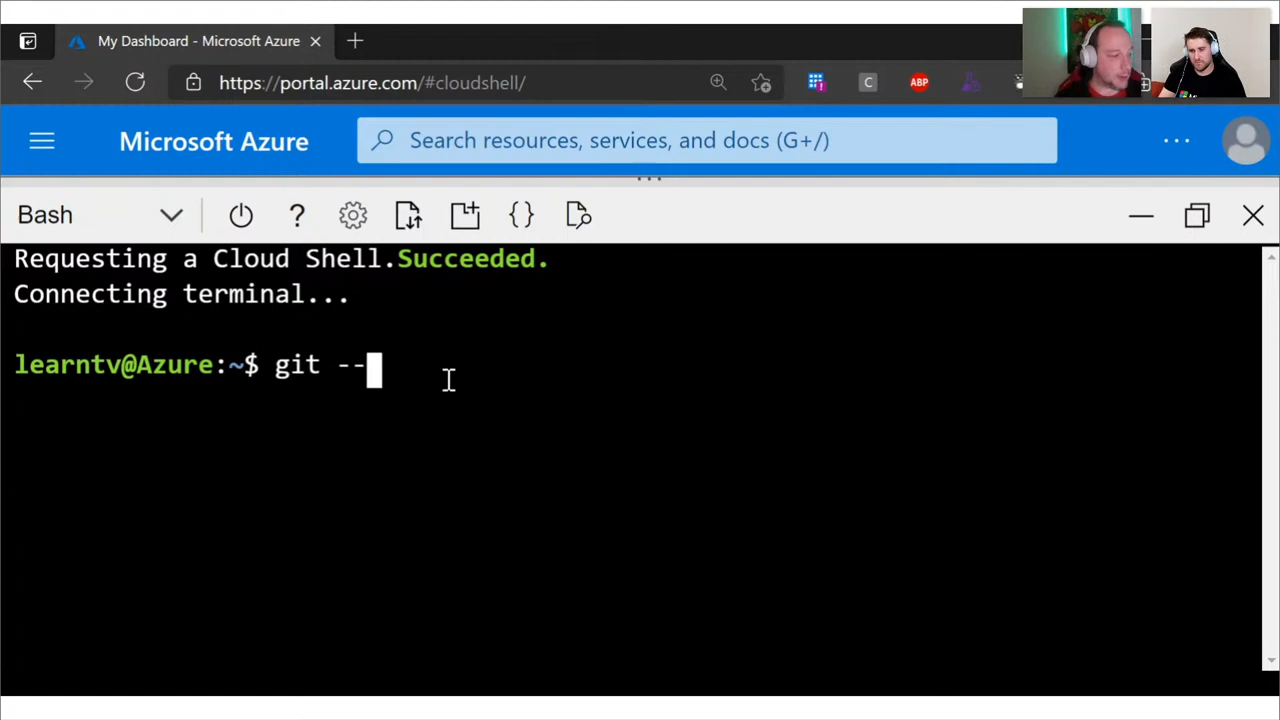 My Dashboard - Microsoft Azure
https://portal.azure.com/#cloudshell/
C
ABP
Microsoft Azure
Search resources, services, and docs (G+/)
Bash
Requesting a Cloud Shell.Succeeded.
Connecting terminal...
learntv@Azure:~$ git --